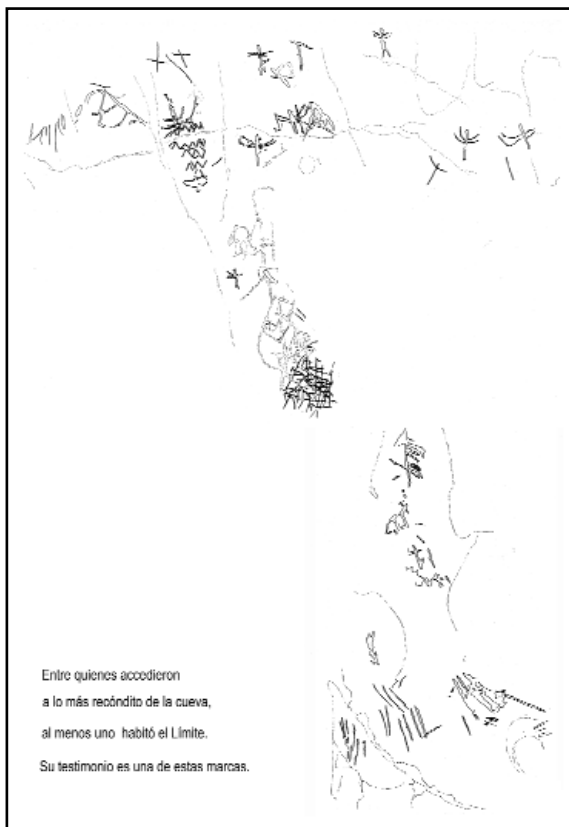 Entre quienes accedieron
a lo más recóndito de la cueva,
al menos uno habitó el Límite.
Su testimonio es una de estas marcas.